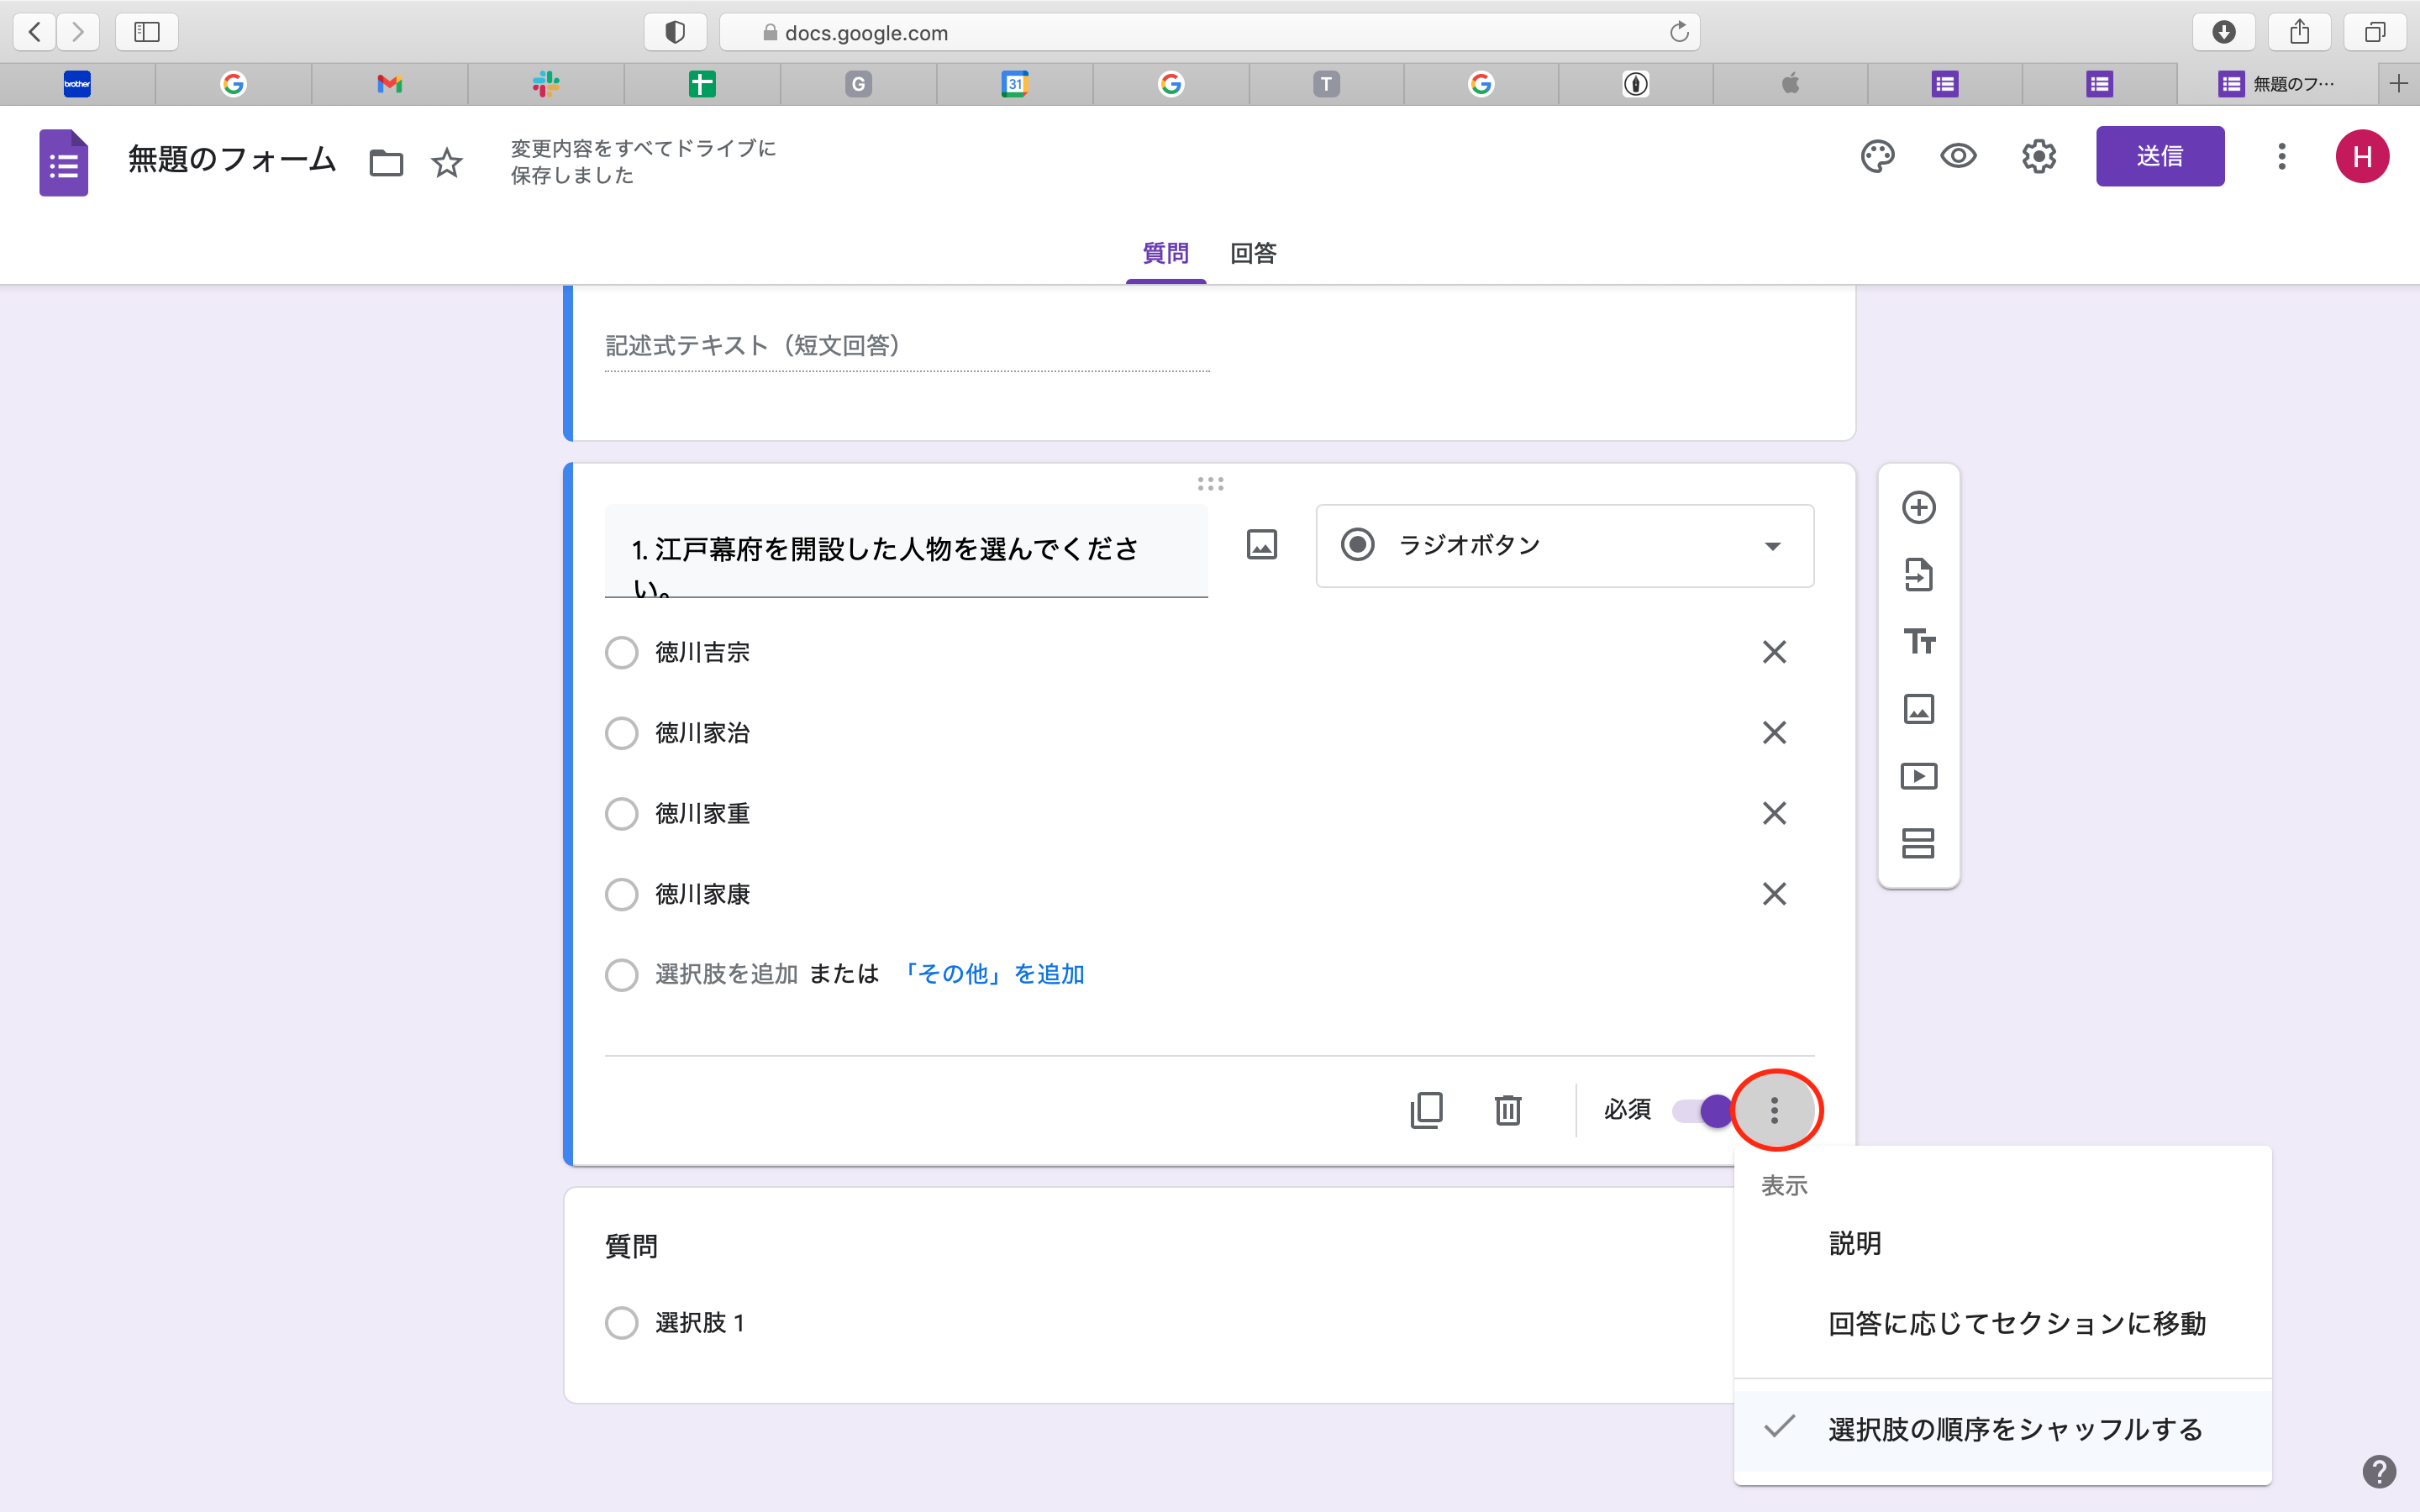 docs.google.com
brother
G
31
T
無題のフ…
無題のフォーム
変更内容をすべてドライブに
保存しました
送信
H
質問
回答
記述式テキスト（短文回答）
1. 江戸幕府を開設した人物を選んでくださ
い。
ラジオボタン
徳川吉宗
徳川家治
徳川家重
徳川家康
選択肢を追加 または 「その他」を追加
必須
表示
説明
回答に応じてセクションに移動
選択肢の順序をシャッフルする
質問
選択肢 1